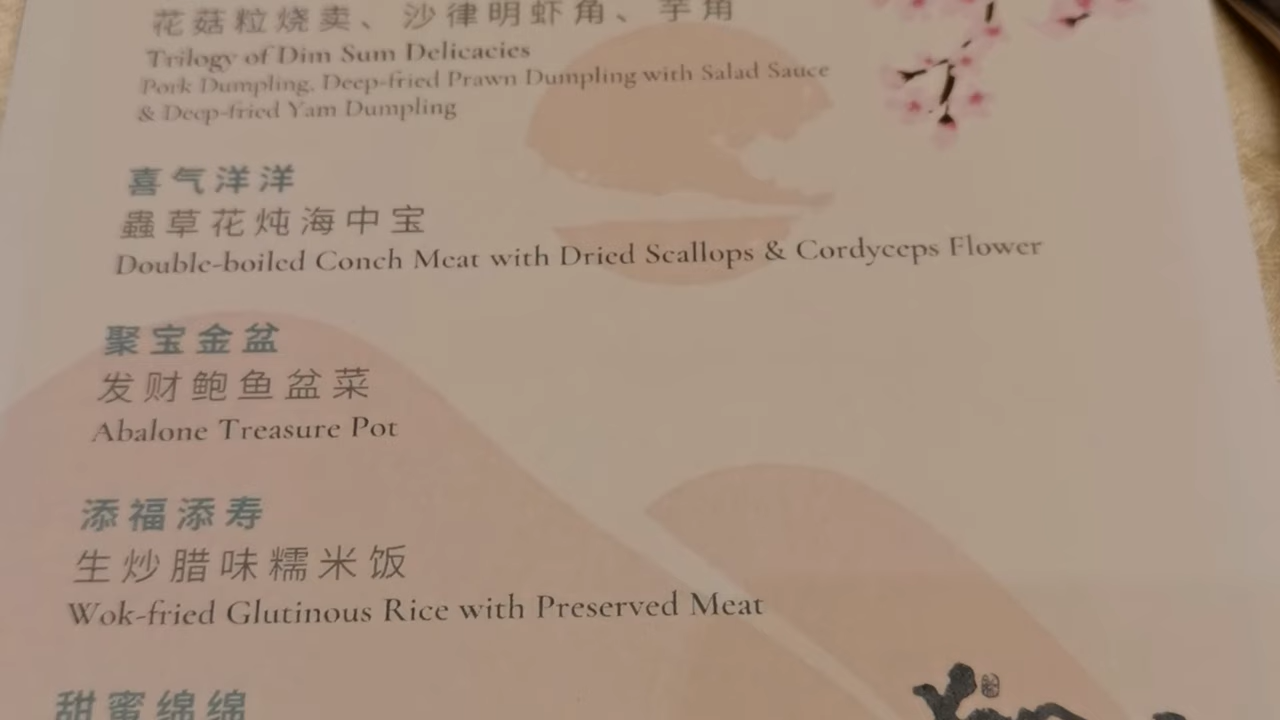 花菇粒烧卖、沙律明虾角、芋角
Trilogy of Dim Sum Delicacies
Pork Dumpling, Deep-fried Prawn Dumpling with Salad Sauce
& Deep-fried Yam Dumpling
喜气洋洋
蟲草花炖海中宝
Double-boiled Conch Meat with Dried Scallops & Cordyceps Flower
聚宝金盆
发财鲍鱼盆菜
Abalone Treasure Pot
添福添寿
生炒腊味糯米饭
Wok-fried Glutinous Rice with Preserved Meat
甜蜜绵绵